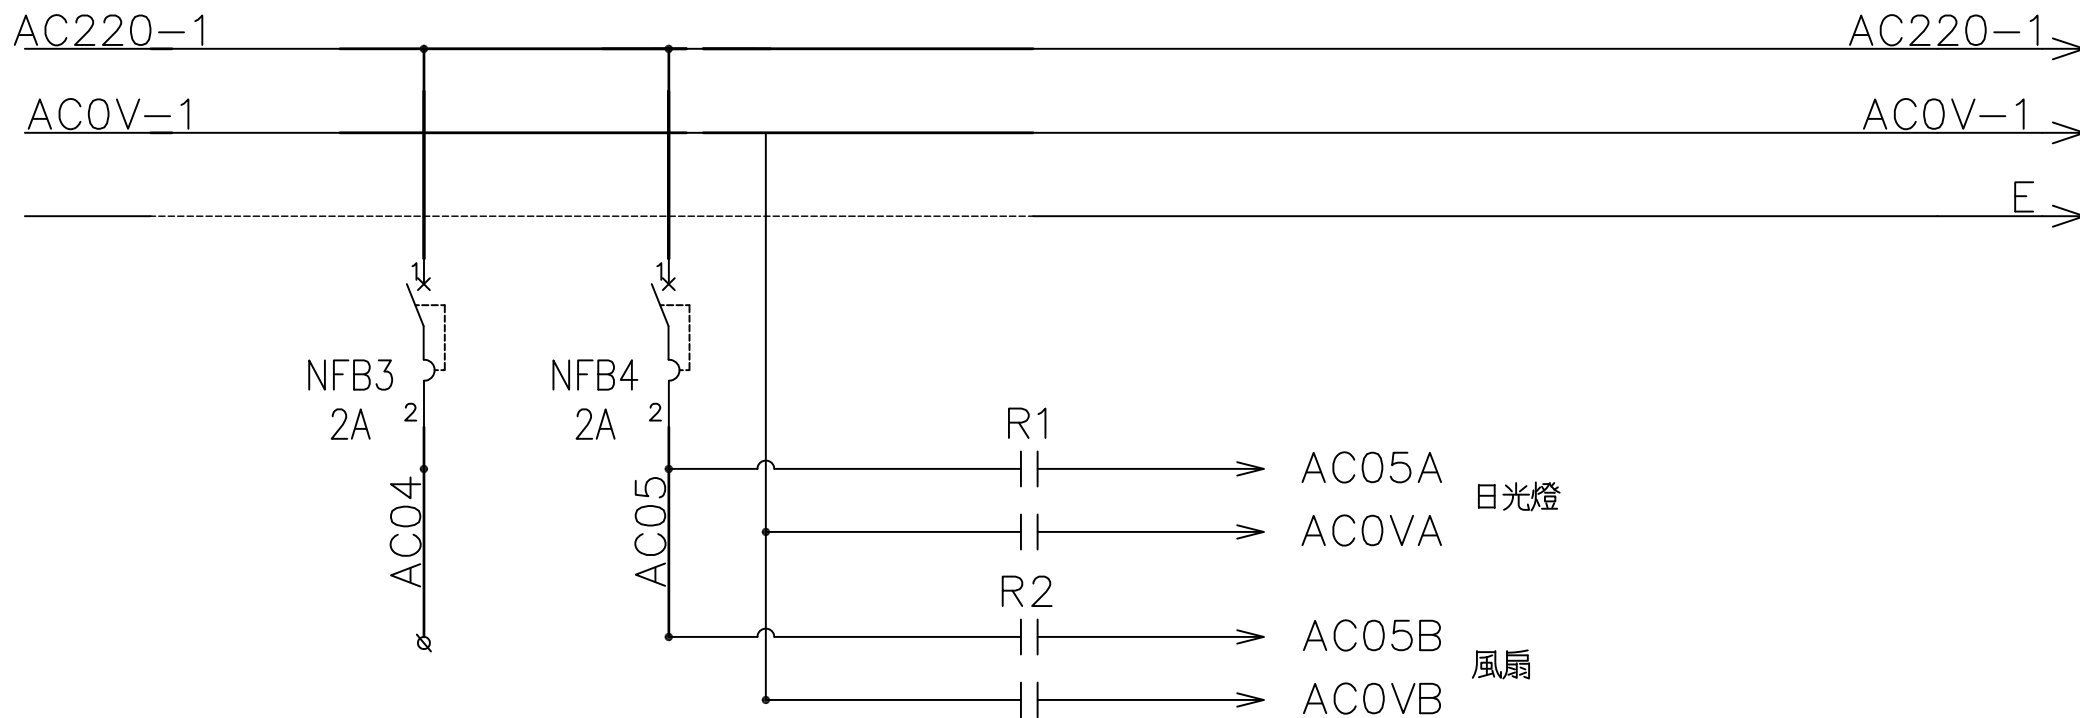 AC220-1 AC220-1
AC0V-1 AC0V-1
E
1 1
NFB3 NFB4
2A 2 2A 2
R1
AC04 AC05
AC05A
日光燈
AC0VA
R2
AC05B
風扇
AC0VB